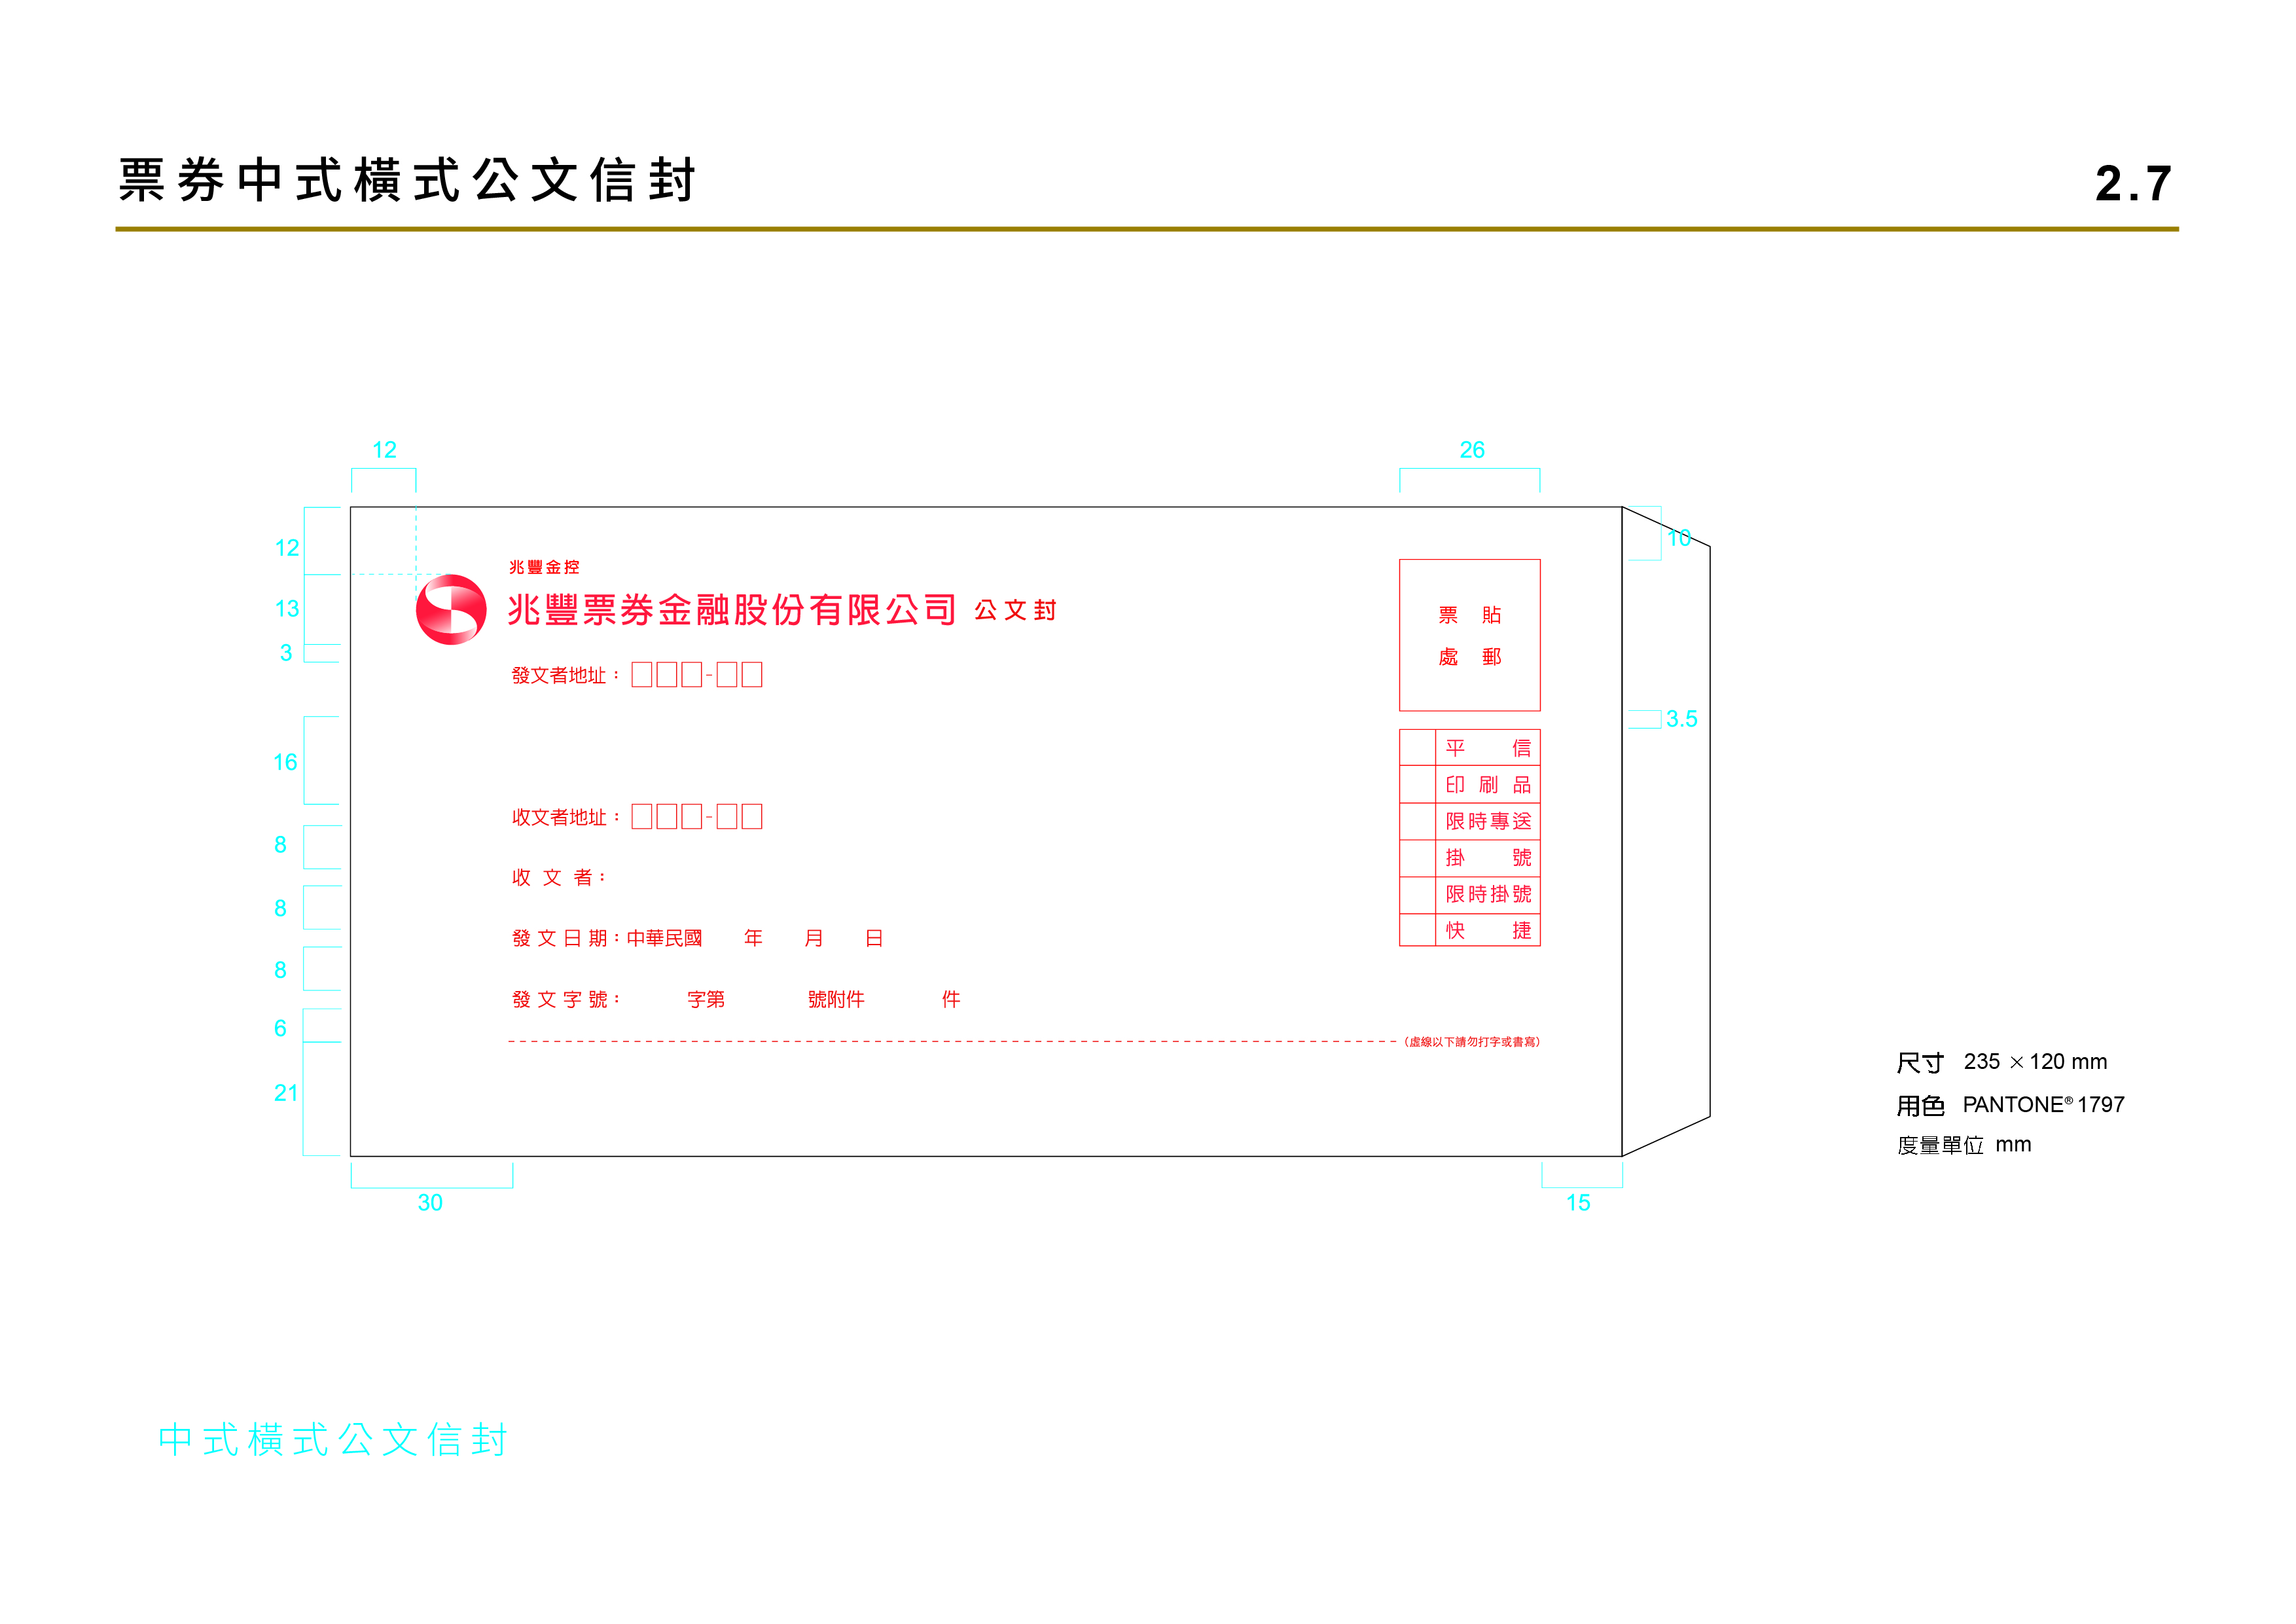 票券中式橫式公文信封
2.7
12
26
12
13
3
16
8
8
8
6
21
30
15
10
3.5
兆豐金控
兆豐票券金融股份有限公司 公文封
發文者地址：
收文者地址：
收文者：
發文日期：中華民國 年 月 日
發文字號： 字第 號附件 件
（虛線以下請勿打字或書寫）
票 貼
處 郵
平 信
印 刷 品
限時專送
掛 號
限時掛號
快 捷
尺寸 235 × 120 mm
用色 PANTONE® 1797
度量單位 mm
中式橫式公文信封